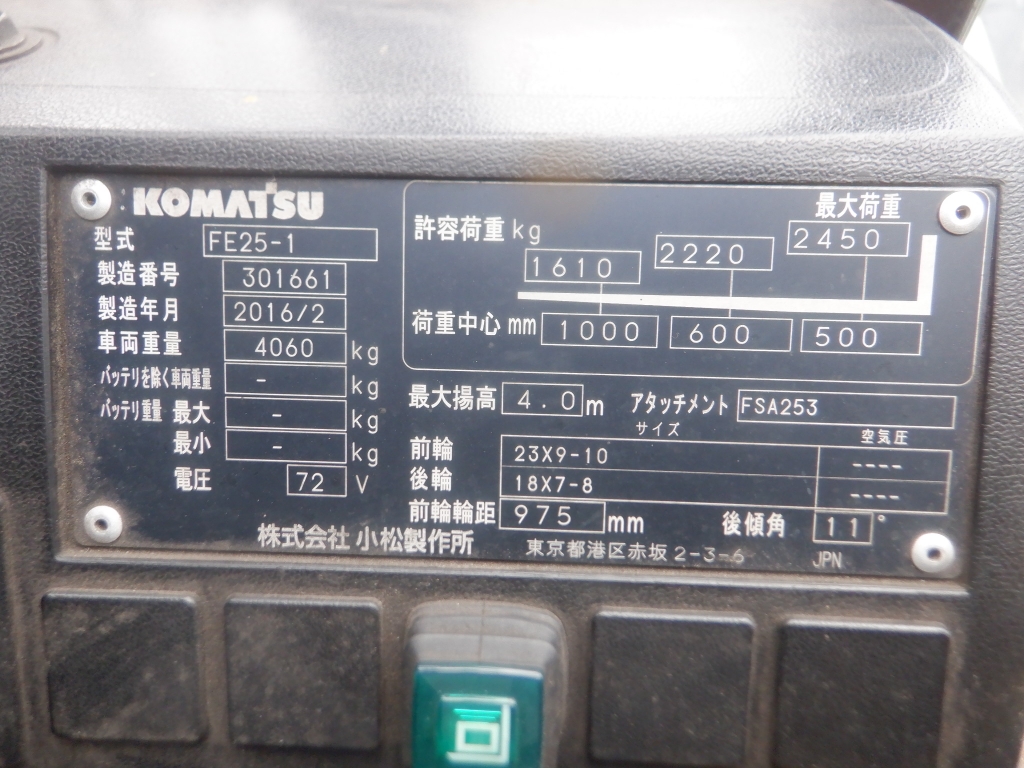 KOMATSU
型式 FE25-1
製造番号 301661
製造年月 2016/2
車両重量 4060 kg
バッテリを除く車両重量 - kg
バッテリ重量 最大 - kg
最小 - kg
電圧 72 V
最大荷重
許容荷重 kg 1610 2220 2450
荷重中心 mm 1000 600 500
最大揚高 4.0 m アタッチメント FSA253
サイズ 空気圧
前輪 23X9-10 ----
後輪 18X7-8 ----
前輪輪距 975 mm 後傾角 11°
株式会社 小松製作所 東京都港区赤坂2-3-6 JPN